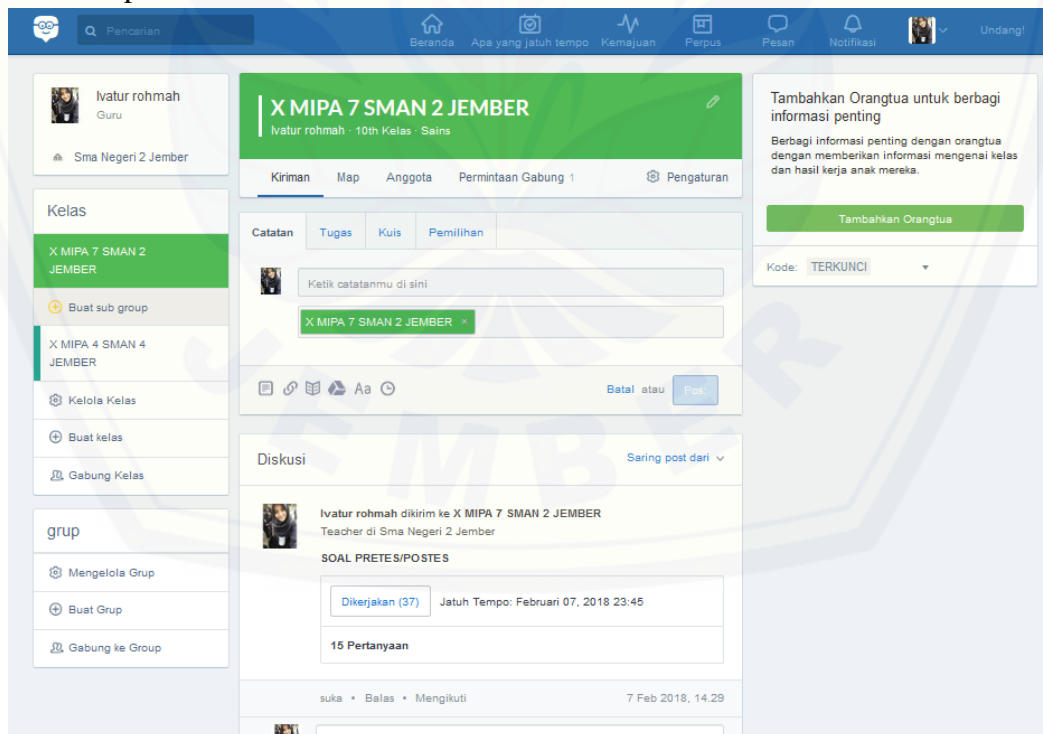 Pencarian
Beranda
Apa yang jatuh tempo
Kemajuan
Perpus
Pesan
Notifikasi
Undang!
Ivatur rohmah
Guru
Sma Negeri 2 Jember
Kelas
X MIPA 7 SMAN 2
JEMBER
Buat sub group
X MIPA 4 SMAN 4
JEMBER
Kelola Kelas
Buat kelas
Gabung Kelas
grup
Mengelola Grup
Buat Grup
Gabung ke Group
X MIPA 7 SMAN 2 JEMBER
Ivatur rohmah · 10th Kelas · Sains
Kiriman Map Anggota Permintaan Gabung 1 Pengaturan
Catatan Tugas Kuis Pemilihan
Ketik catatanmu di sini
X MIPA 7 SMAN 2 JEMBER ×
Aa
Batal atau Pos:
Diskusi Saring post dari
Ivatur rohmah dikirim ke X MIPA 7 SMAN 2 JEMBER
Teacher di Sma Negeri 2 Jember
SOAL PRETES/POSTES
Dikerjakan (37) Jatuh Tempo: Februari 07, 2018 23:45
15 Pertanyaan
suka • Balas • Mengikuti 7 Feb 2018, 14.29
Tambahkan Orangtua untuk berbagi
informasi penting
Berbagi informasi penting dengan orangtua
dengan memberikan informasi mengenai kelas
dan hasil kerja anak mereka.
Tambahkan Orangtua
Kode: TERKUNCI
JEMBER